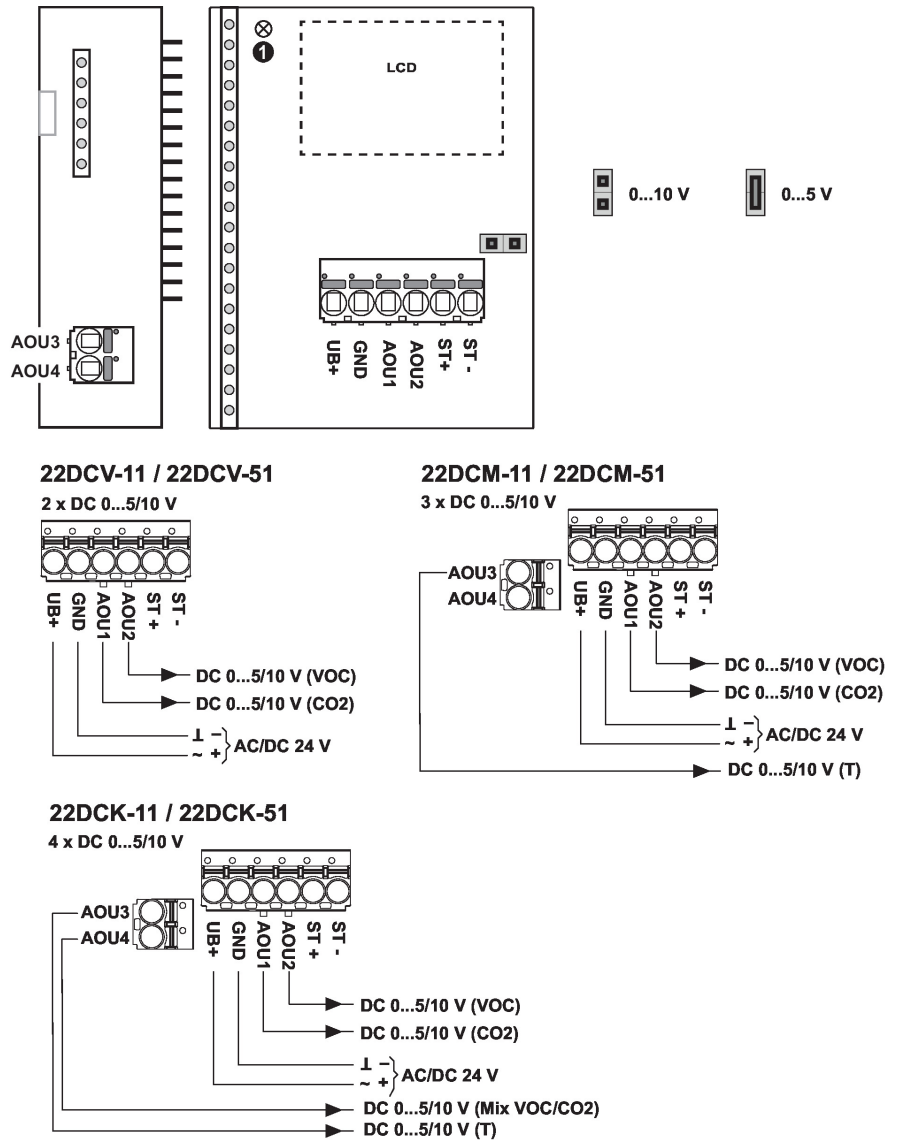 1
LCD
0...10 V
0...5 V
AOU3
AOU4
UB+
GND
AOU1
AOU2
ST+
ST -
22DCV-11 / 22DCV-51
2 x DC 0...5/10 V
UB+
GND
AOU1
AOU2
ST +
ST -
DC 0...5/10 V (VOC)
DC 0...5/10 V (CO2)
⊥ –
~ +
AC/DC 24 V
22DCM-11 / 22DCM-51
3 x DC 0...5/10 V
AOU3
AOU4
UB+
GND
AOU1
AOU2
ST +
ST -
DC 0...5/10 V (VOC)
DC 0...5/10 V (CO2)
⊥ –
~ +
AC/DC 24 V
DC 0...5/10 V (T)
22DCK-11 / 22DCK-51
4 x DC 0...5/10 V
AOU3
AOU4
UB+
GND
AOU1
AOU2
ST +
ST -
DC 0...5/10 V (VOC)
DC 0...5/10 V (CO2)
⊥ –
~ +
AC/DC 24 V
DC 0...5/10 V (Mix VOC/CO2)
DC 0...5/10 V (T)